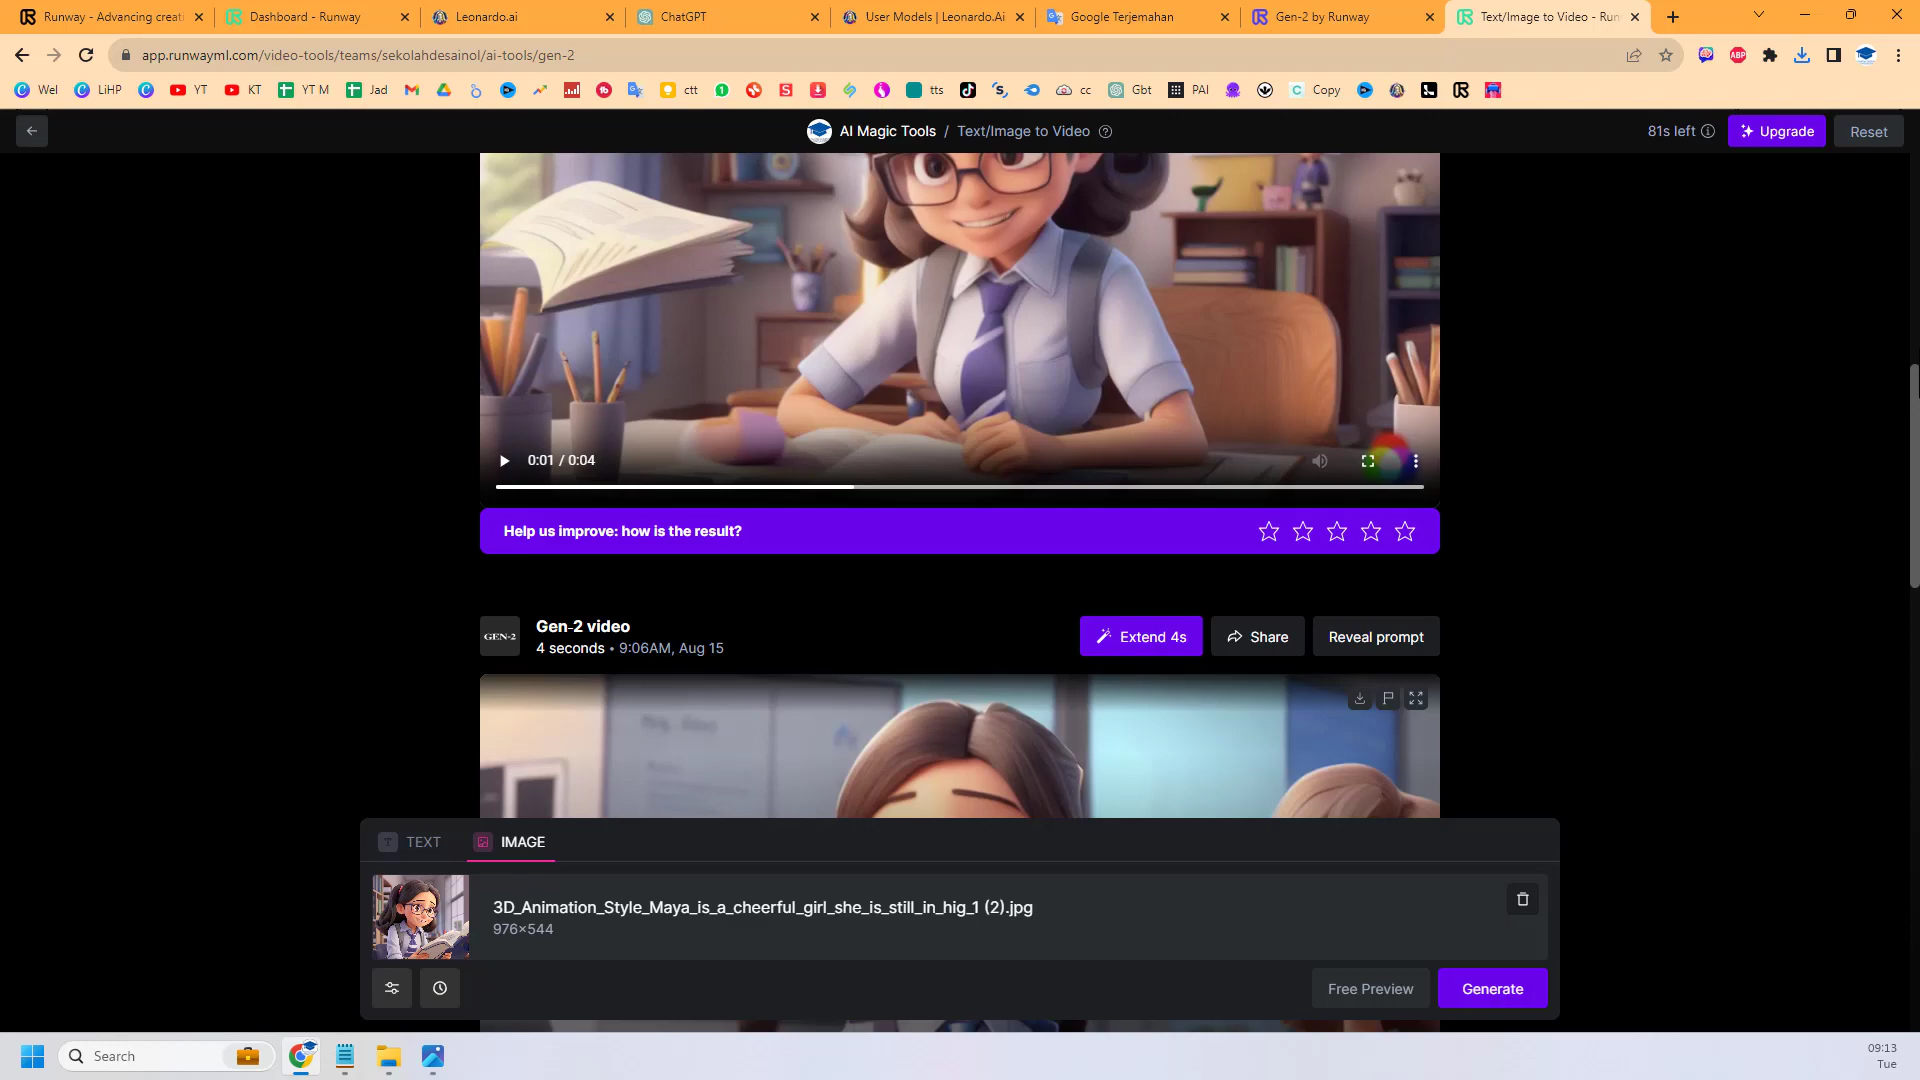 Runway - Advancing creati
Dashboard - Runway
Leonardo.ai
ChatGPT
User Models | Leonardo.Ai
Google Terjemahan
Gen-2 by Runway
Text/Image to Video - Run
app.runwayml.com/video-tools/teams/sekolahdesainol/ai-tools/gen-2
Wel
LiHP
YT
KT
YT M
Jad
ctt
tts
cc
Gbt
PAI
Copy
AI Magic Tools / Text/Image to Video
81s left
Upgrade
Reset
0:01 / 0:04
Help us improve: how is the result?
GEN-2
Gen-2 video
4 seconds • 9:06AM, Aug 15
Extend 4s
Share
Reveal prompt
TEXT
IMAGE
3D_Animation_Style_Maya_is_a_cheerful_girl_she_is_still_in_hig_1 (2).jpg
976×544
Free Preview
Generate
Search
09:13
Tue